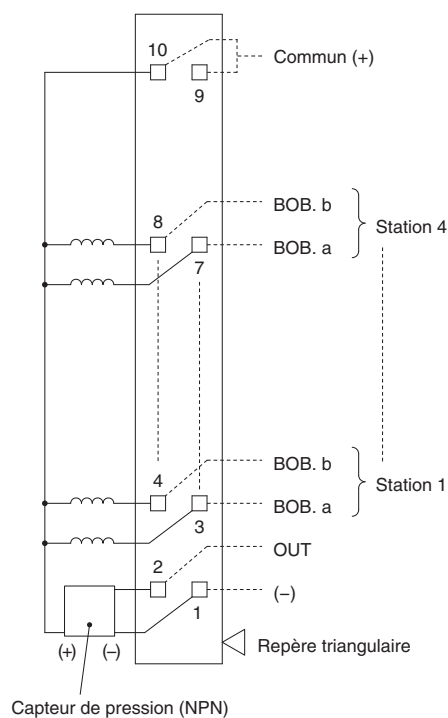 10
Commun (+)
9
8
BOB. b
Station 4
BOB. a
7
4
BOB. b
Station 1
BOB. a
3
OUT
2
(–)
1
Repère triangulaire
(+) (–)
Capteur de pression (NPN)